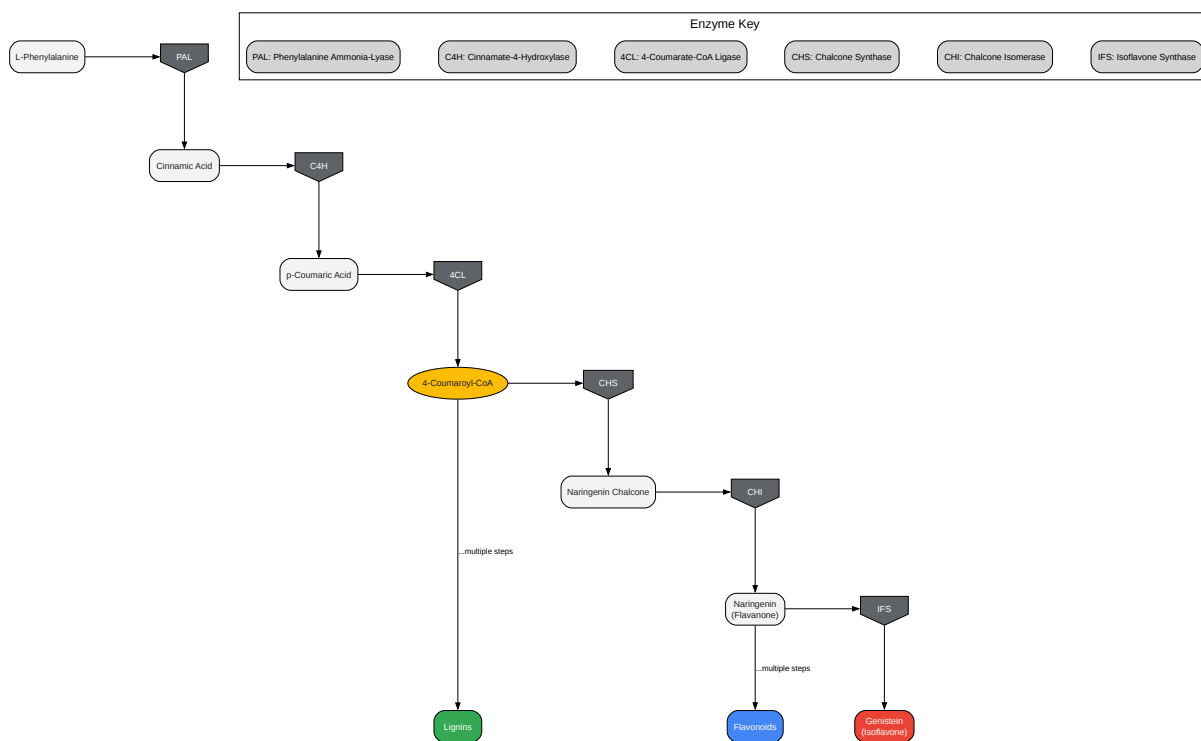 Enzyme Key
L-Phenylalanine
PAL
PAL: Phenylalanine Ammonia-Lyase
C4H: Cinnamate-4-Hydroxylase
4CL: 4-Coumarate-CoA Ligase
CHS: Chalcone Synthase
CHI: Chalcone Isomerase
IFS: Isoflavone Synthase
Cinnamic Acid
C4H
p-Coumaric Acid
4CL
4-Coumaroyl-CoA
CHS
Naringenin Chalcone
CHI
...multiple steps
Naringenin
(Flavanone)
IFS
...multiple steps
Lignins
Flavonoids
Genistein
(Isoflavone)